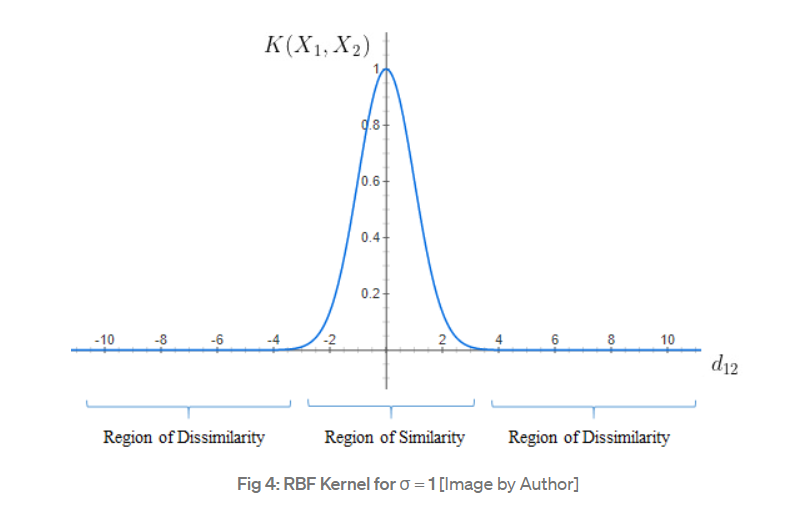 K(X₁, X₂)
1
0.8
0.6
0.4
0.2
-10 -8 -6 -4 -2 2 4 6 8 10
d₁₂
Region of Dissimilarity Region of Similarity Region of Dissimilarity
Fig 4: RBF Kernel for σ = 1 [Image by Author]